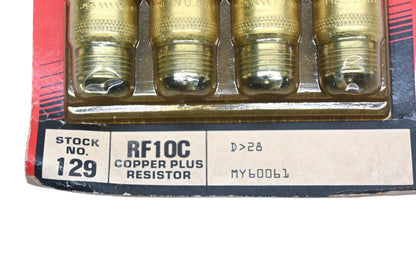 STOCK
NO.
129
RF10C
COPPER PLUS
RESISTOR
D>28
MY60061